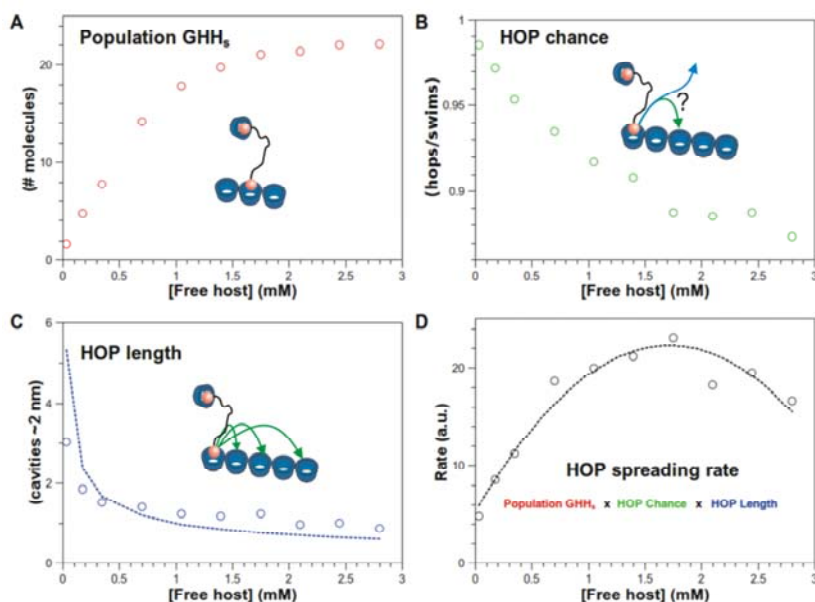 A
Population GHHs
(# molecules)
20
10
0
0
0.5
1
1.5
2
2.5
3
[Free host] (mM)
B
HOP chance
?
(hops/swims)
1
0.95
0.9
0
0.5
1
1.5
2
2.5
3
[Free host] (mM)
C
HOP length
(cavities ~2 nm)
6
4
2
0
0
0.5
1
1.5
2
2.5
3
[Free host] (mM)
D
Rate (a.u.)
20
10
0
HOP spreading rate
Population GHHs x HOP Chance x HOP Length
0
0.5
1
1.5
2
2.5
3
[Free host] (mM)